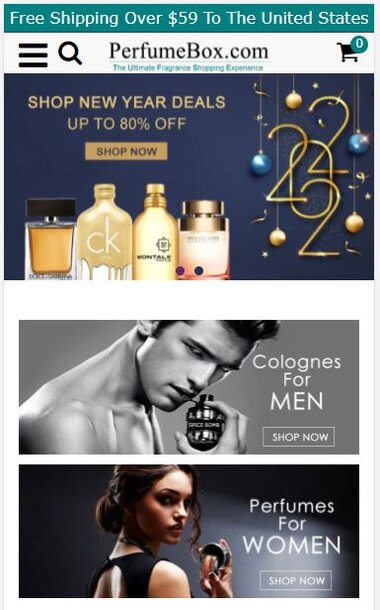 Free Shipping Over $59 To The United States
PerfumeBox.com
The Ultimate Fragrance Shopping Experience
0
SHOP NEW YEAR DEALS
UP TO 80% OFF
SHOP NOW
2022
ck
MONTALE
DOLCE&GABBANA
Colognes
For
MEN
SPICE BOMB
SHOP NOW
Perfumes
For
WOMEN
SHOP NOW